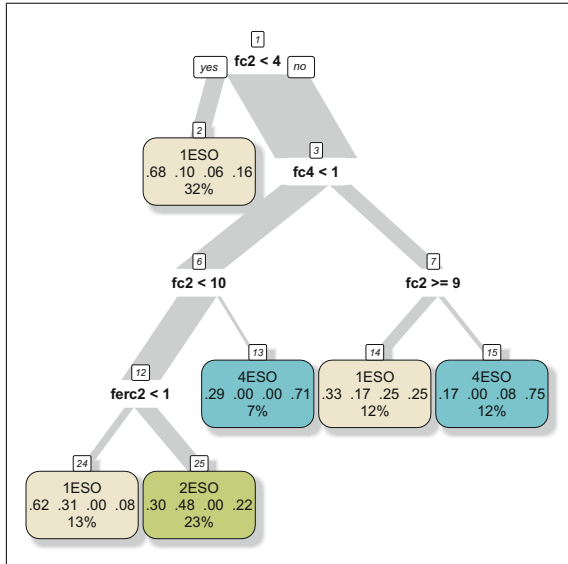 1
fc2 < 4
yes
no
2
1ESO
.68 .10 .06 .16
32%
3
fc4 < 1
6
fc2 < 10
7
fc2 >= 9
12
ferc2 < 1
13
4ESO
.29 .00 .00 .71
7%
14
1ESO
.33 .17 .25 .25
12%
15
4ESO
.17 .00 .08 .75
12%
24
1ESO
.62 .31 .00 .08
13%
25
2ESO
.30 .48 .00 .22
23%